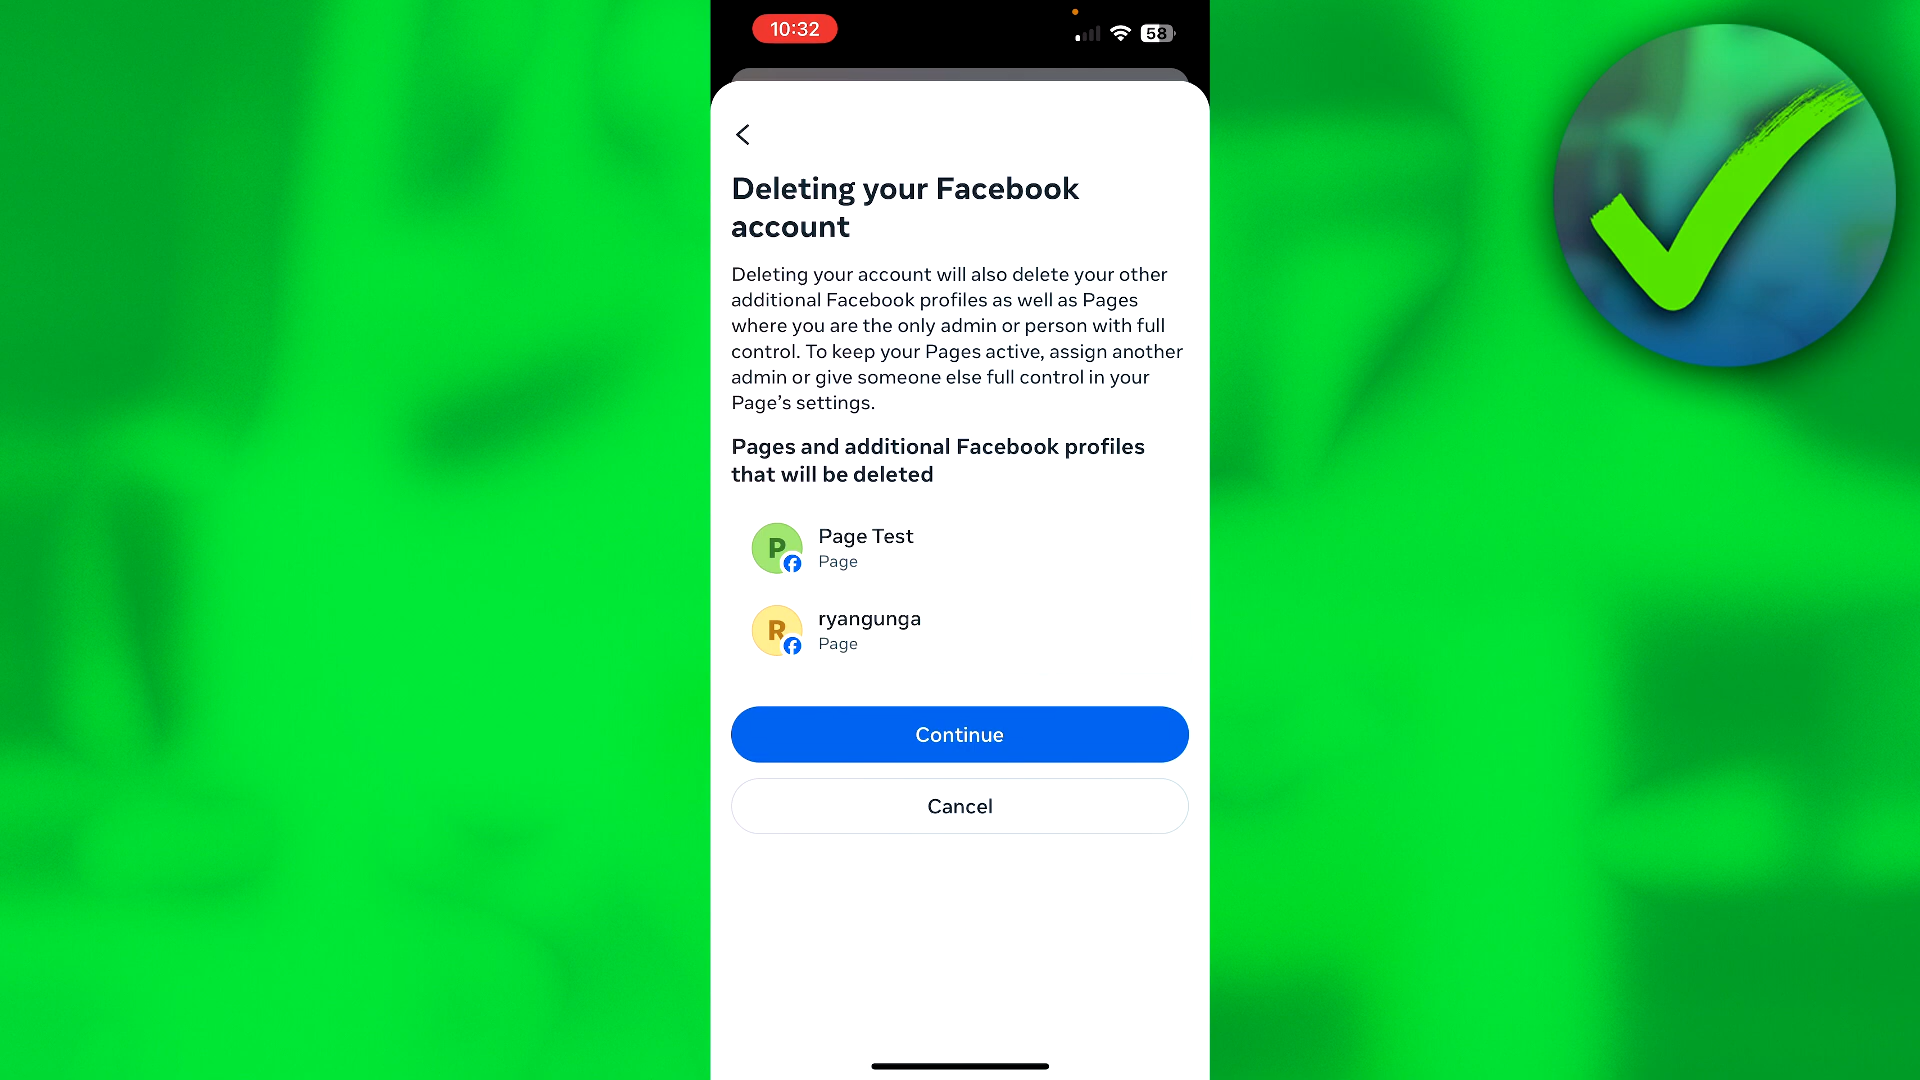 10:32
58
Deleting your Facebook
account
Deleting your account will also delete your other
additional Facebook profiles as well as Pages
where you are the only admin or person with full
control. To keep your Pages active, assign another
admin or give someone else full control in your
Page’s settings.
Pages and additional Facebook profiles
that will be deleted
P
Page Test
Page
R
ryangunga
Page
Continue
Cancel